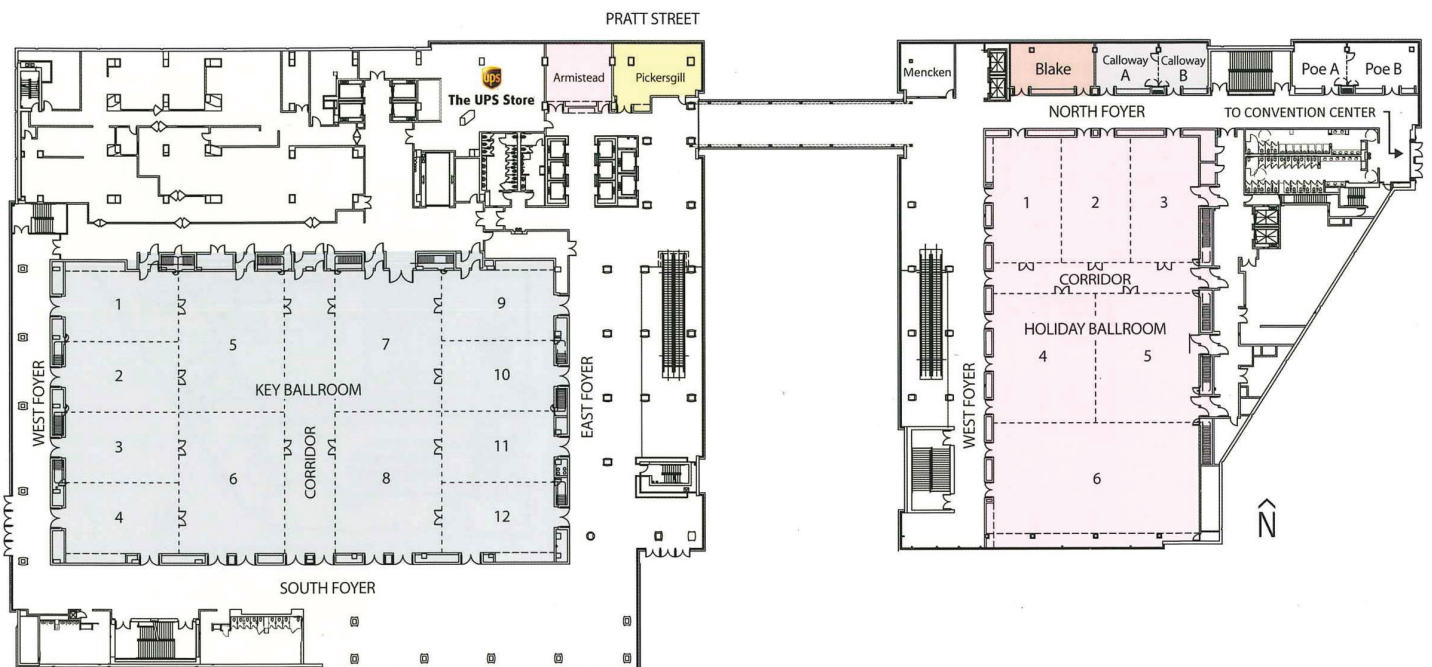 PRATT STREET
ups
The UPS Store
Armistead
Pickersgill
Mencken
Blake
Calloway
A
Calloway
B
Poe A
Poe B
NORTH FOYER
TO CONVENTION CENTER
1
2
3
4
5
6
7
8
9
10
11
12
KEY BALLROOM
CORRIDOR
WEST FOYER
EAST FOYER
SOUTH FOYER
1
2
3
CORRIDOR
HOLIDAY BALLROOM
4
5
6
WEST FOYER
N